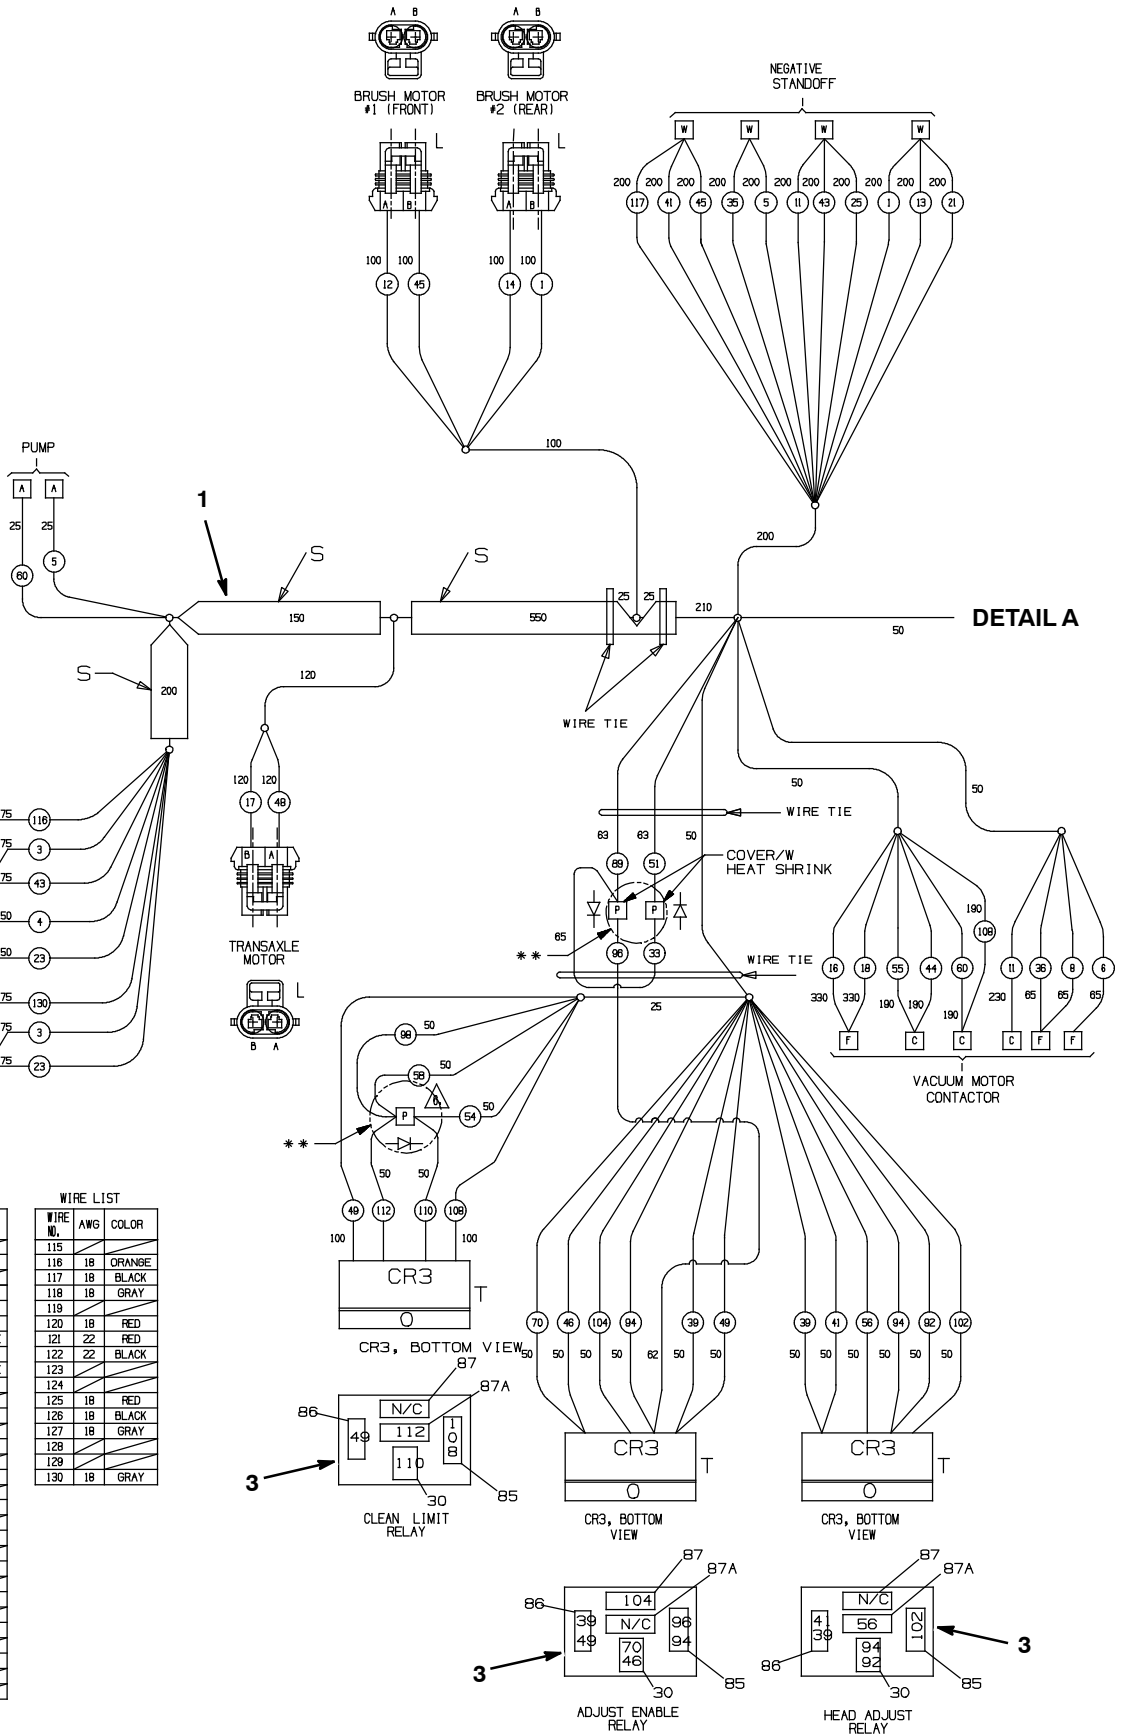 A B
A B
BRUSH MOTOR
#1 (FRONT)
BRUSH MOTOR
#2 (REAR)
NEGATIVE
STANDOFF
L
L
W W W W
A B
A B
200 200 200 200 200 200 200 200 200 200 200
117 41 45 35 5 11 43 25 1 13 21
100 100 100 100
12 45 14 1
PUMP
A A
100
25 25
1
200
60 5
S
S
150
550
25 25
210
50
DETAIL A
S
200
120
WIRE TIE
120 120
17 48
50
50
75 116
75 3
75 43
50 4
50 23
75 130
75 3
75 23
B A
TRANSAXLE
MOTOR
L
B A
WIRE TIE
63 63 50
89 51
COVER/W
HEAT SHRINK
P P
65
**
96 33
WIRE TIE
190
108
16 18 55 44 60 11 36 8 6
330 330 190 190 190 230 65 65 65
F C C C F F
VACUUM MOTOR
CONTACTOR
25
98 50
58 50
6.
P
54 50
**
50 50
49 112 110 108
100 100
CR3
T
O
CR3, BOTTOM VIEW
70 46 104 94 39 49
50 50 50 50 62 50 50
39 41 56 94 92 102
50 50 50 50 50 50
CR3
T
O
CR3, BOTTOM
VIEW
CR3
T
O
CR3, BOTTOM
VIEW
WIRE LIST
WIRE NO. AWG COLOR
115
116 18 ORANGE
117 18 BLACK
118 18 GRAY
119
120 18 RED
121 22 RED
122 22 BLACK
123
124
125 18 RED
126 18 BLACK
127 18 GRAY
128
129
130 18 GRAY
87
87A
86
N/C
49
112
108
110
3
30
85
CLEAN LIMIT
RELAY
87
87A
86
104
39
49
N/C
96
94
70
46
3
85
30
ADJUST ENABLE
RELAY
87
87A
N/C
41
39
56
102
94
92
3
86
85
30
HEAD ADJUST
RELAY